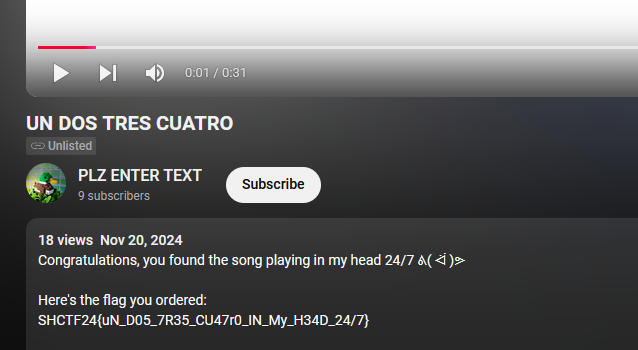 0:01 / 0:31
UN DOS TRES CUATRO
Unlisted
PLZ ENTER TEXT
9 subscribers
Subscribe
18 views Nov 20, 2024
Congratulations, you found the song playing in my head 24/7 ฅ( ᐛ )ᕗ
Here's the flag you ordered:
SHCTF24{uN_D05_7R35_CU47r0_IN_My_H34D_24/7}